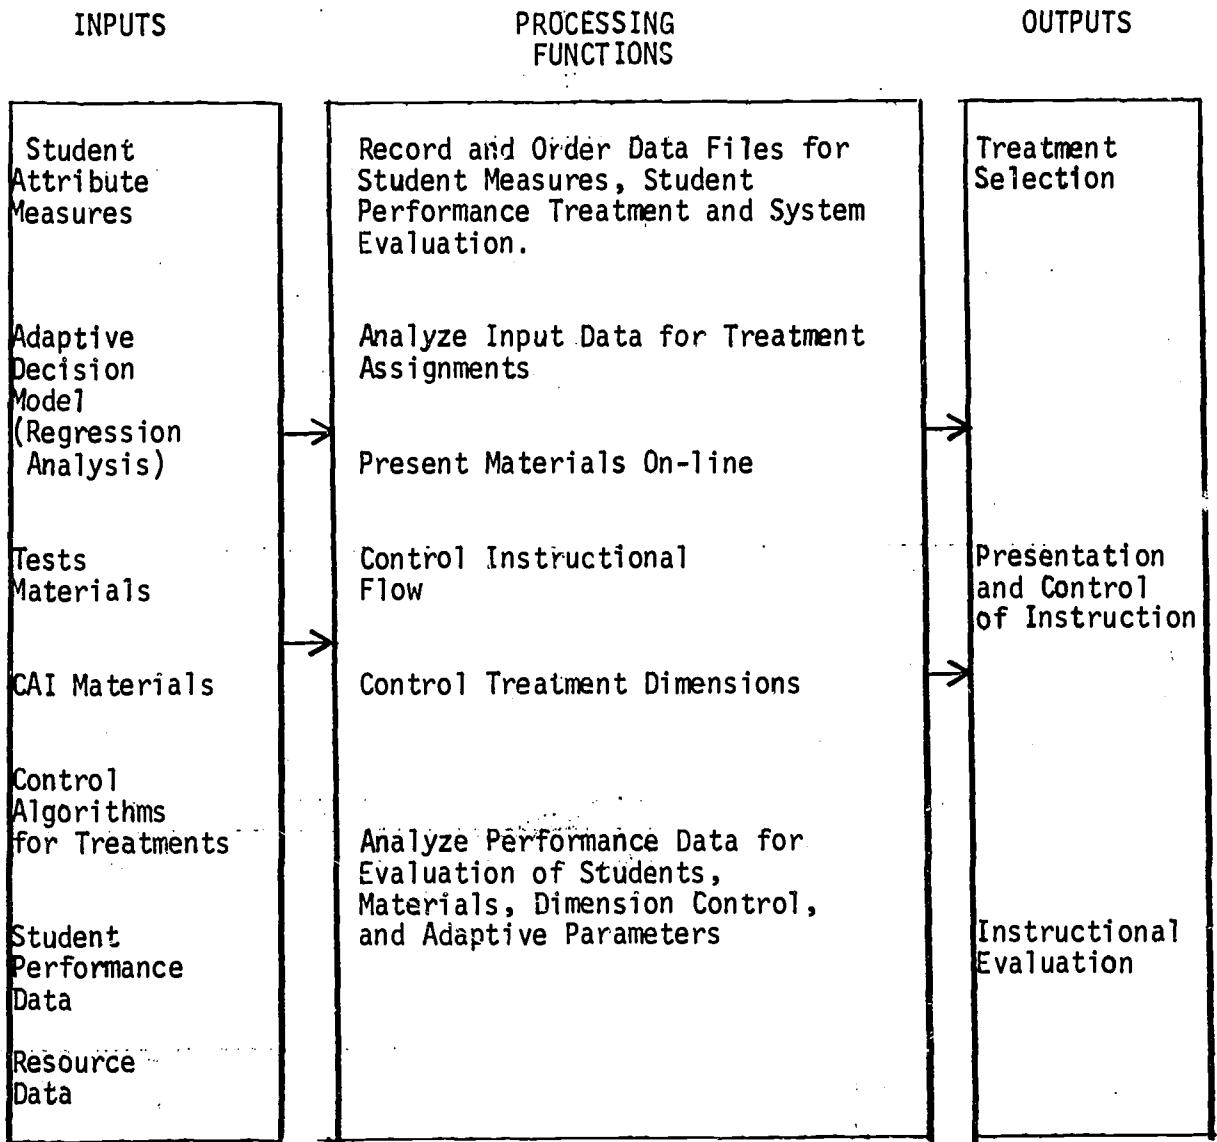 INPUTS
PROCESSING
FUNCTIONS
OUTPUTS
Student
Attribute
Measures
Adaptive
Decision
Model
(Regression
Analysis)
Tests
Materials
CAI Materials
Control
Algorithms
for Treatments
Student
Performance
Data
Resource
Data
Record and Order Data Files for
Student Measures, Student
Performance Treatment and System
Evaluation.
Analyze Input Data for Treatment
Assignments
Present Materials On-line
Control Instructional
Flow
Control Treatment Dimensions
Analyze Performance Data for
Evaluation of Students,
Materials, Dimension Control,
and Adaptive Parameters
Treatment
Selection
Presentation
and Control
of Instruction
Instructional
Evaluation